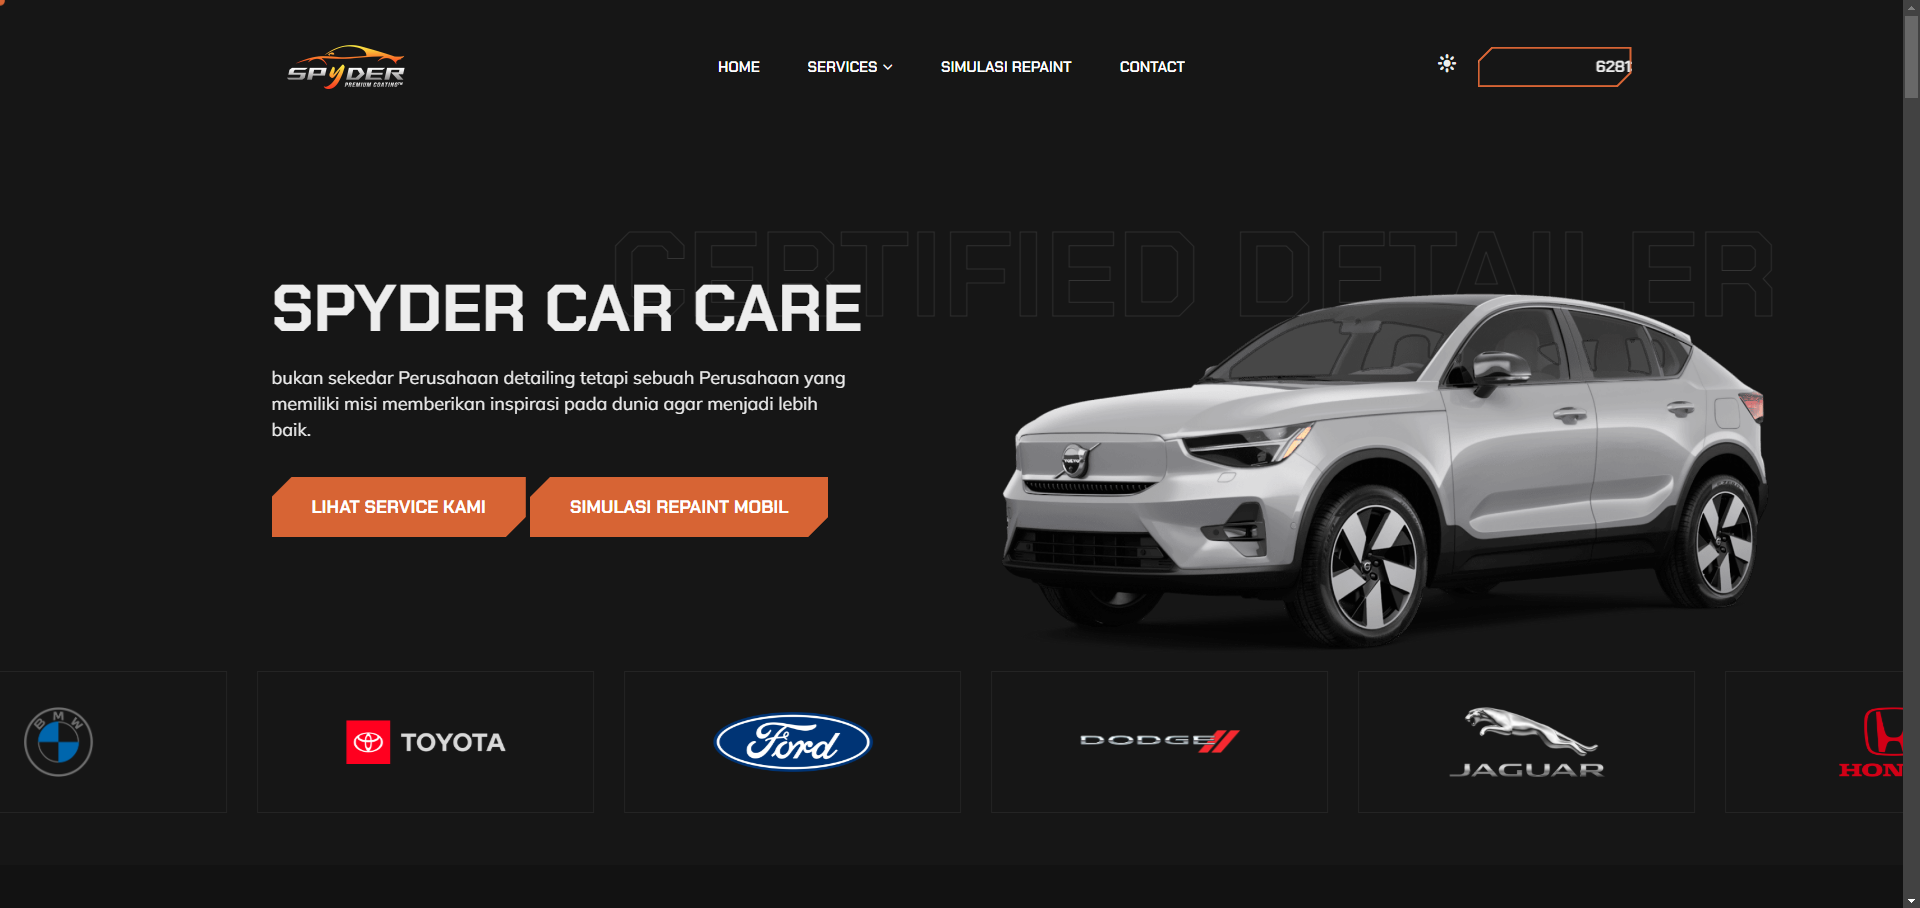 SPYDER
PREMIUM COATING™
HOME
SERVICES
SIMULASI REPAINT
CONTACT
6281
CERTIFIED DETAILER
SPYDER CAR CARE
bukan sekedar Perusahaan detailing tetapi sebuah Perusahaan yang
memiliki misi memberikan inspirasi pada dunia agar menjadi lebih
baik.
LIHAT SERVICE KAMI
SIMULASI REPAINT MOBIL
VOLVO
BMW
TOYOTA
Ford
DODGE
JAGUAR
HON